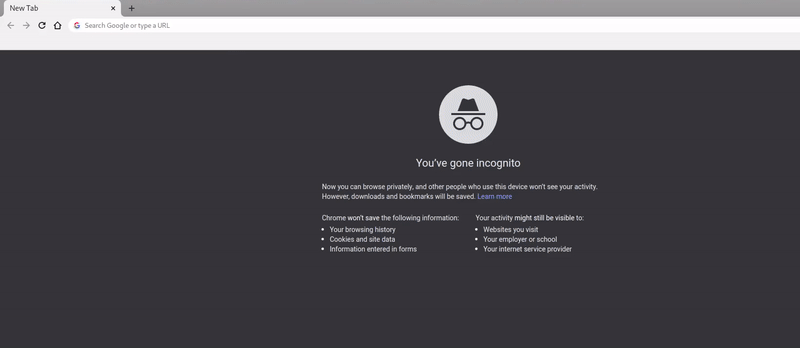 New Tab
Search Google or type a URL
You've gone incognito
Now you can browse privately, and other people who use this device won't see your activity.
However, downloads and bookmarks will be saved. Learn more
Chrome won't save the following information:
Your browsing history
Cookies and site data
Information entered in forms
Your activity might still be visible to:
Websites you visit
Your employer or school
Your internet service provider